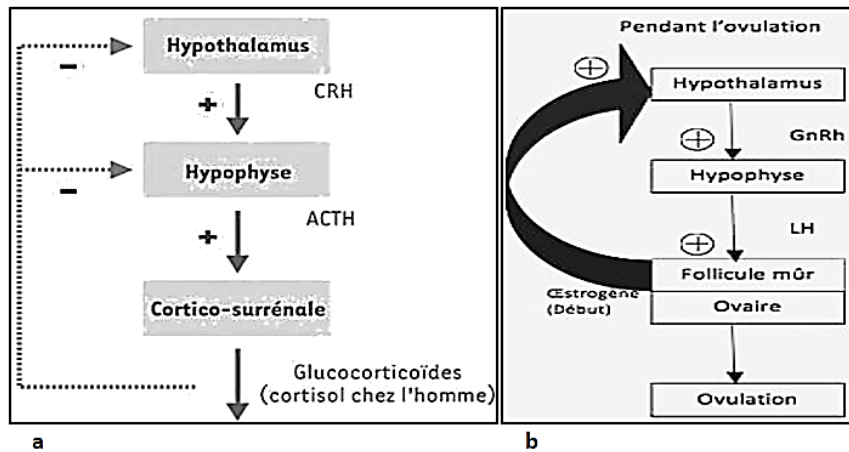 Hypothalamus
−
CRH
+
Hypophyse
−
ACTH
+
Cortico-surrénale
Glucocorticoïdes
(cortisol chez l'homme)
a
Pendant l'ovulation
+
Hypothalamus
+
GnRh
Hypophyse
LH
+
Follicule mûr
Œstrogène
(Début)
Ovaire
Ovulation
b